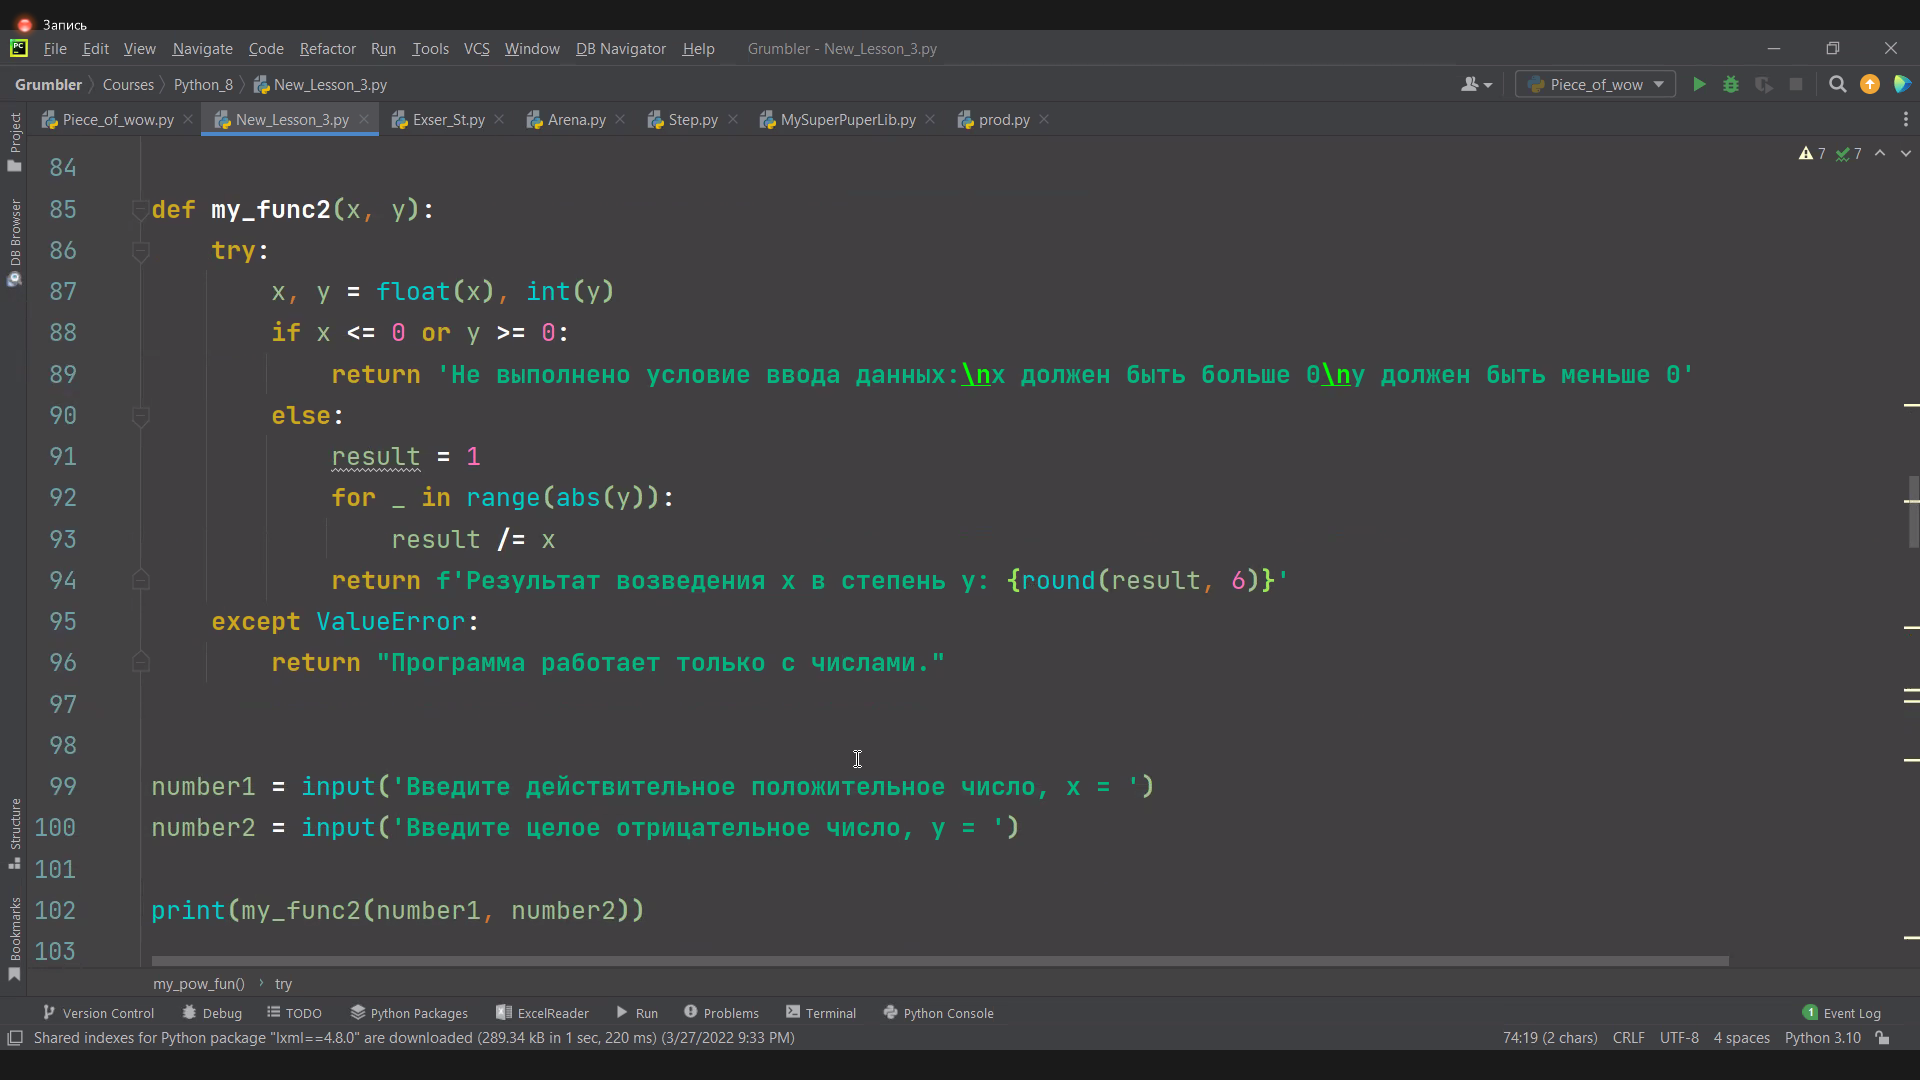 Запись
File Edit View Navigate Code Refactor Run Tools VCS Window DB Navigator Help Grumbler - New_Lesson_3.py
Grumbler Courses Python_8 New_Lesson_3.py Piece_of_wow
Piece_of_wow.py New_Lesson_3.py Exser_St.py Arena.py Step.py MySuperPuperLib.py prod.py
Project
DB Browser
Structure
Bookmarks
7 7
84
85 def my_func2(x, y):
86 try:
87 x, y = float(x), int(y)
88 if x <= 0 or y >= 0:
89 return 'Не выполнено условие ввода данных:\nx должен быть больше 0\ny должен быть меньше 0'
90 else:
91 result = 1
92 for _ in range(abs(y)):
93 result /= x
94 return f'Результат возведения x в степень y: {round(result, 6)}'
95 except ValueError:
96 return "Программа работает только с числами."
97
98
99 number1 = input('Введите действительное положительное число, x = ')
100 number2 = input('Введите целое отрицательное число, y = ')
101
102 print(my_func2(number1, number2))
103
my_pow_fun() › try
Version Control Debug TODO Python Packages ExcelReader Run Problems Terminal Python Console 1 Event Log
Shared indexes for Python package "lxml==4.8.0" are downloaded (289.34 kB in 1 sec, 220 ms) (3/27/2022 9:33 PM) 74:19 (2 chars) CRLF UTF-8 4 spaces Python 3.10